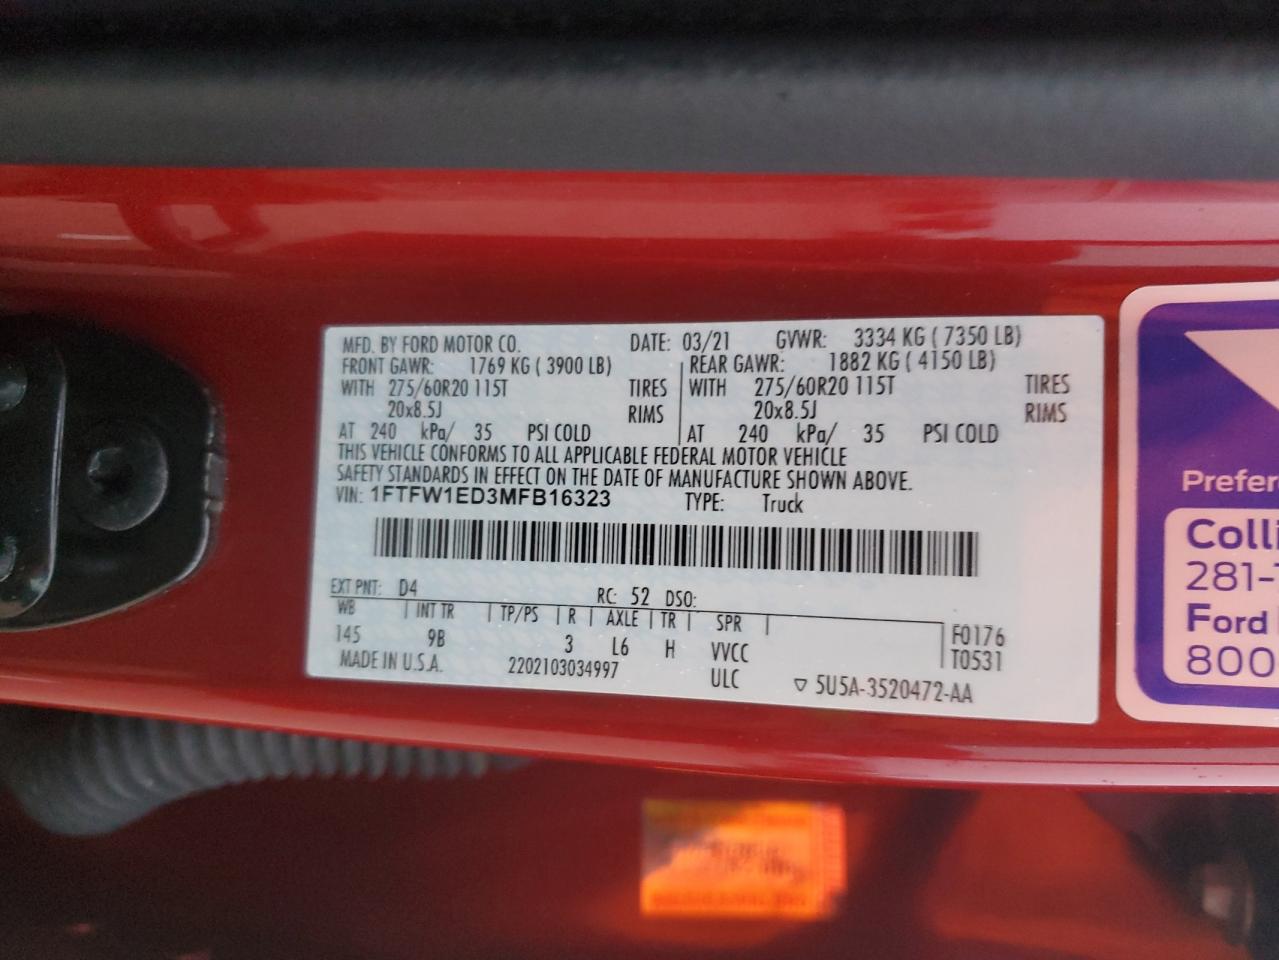 MFD. BY FORD MOTOR CO. DATE: 03/21 GVWR: 3334 KG ( 7350 LB)
FRONT GAWR: 1769 KG ( 3900 LB) REAR GAWR: 1882 KG ( 4150 LB)
WITH 275/60R20 115T TIRES WITH 275/60R20 115T TIRES
20x8.5J RIMS 20x8.5J RIMS
AT 240 kPa/ 35 PSI COLD AT 240 kPa/ 35 PSI COLD
THIS VEHICLE CONFORMS TO ALL APPLICABLE FEDERAL MOTOR VEHICLE
SAFETY STANDARDS IN EFFECT ON THE DATE OF MANUFACTURE SHOWN ABOVE.
VIN: 1FTFW1ED3MFB16323 TYPE: Truck
EXT PNT: D4 RC: 52 DSO:
WB | INT TR | TP/PS | R | AXLE | TR | SPR |
145 9B 3 L6 H VVCC F0176
MADE IN U.S.A. 2202103034997 ULC T0531
▽ 5U5A-3520472-AA
Prefer
Colli
281-
Ford
800